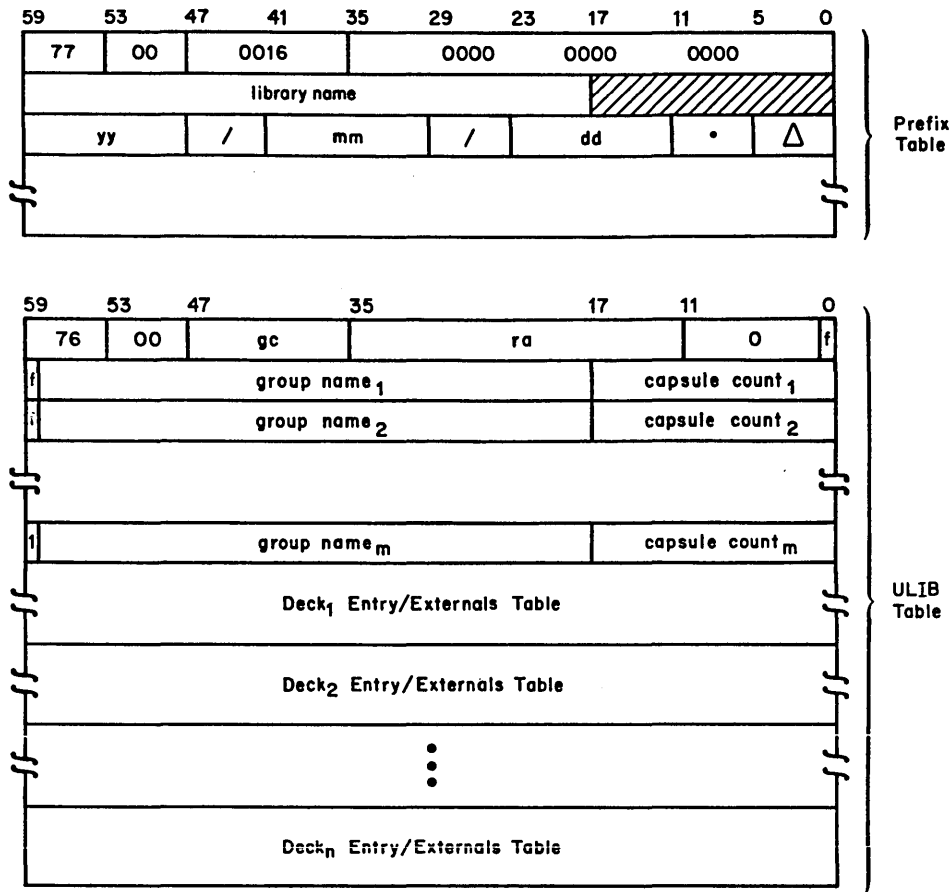 59 53 47 41 35 29 23 17 11 5 0
77 00 0016 0000 0000 0000
library name
yy / mm / dd • Δ
Prefix
Table
59 53 47 35 17 11 0
76 00 gc ra 0 f
f group name1 capsule count1
group name2 capsule count2
1 group namem capsule countm
Deck1 Entry/Externals Table
Deck2 Entry/Externals Table
Deckn Entry/Externals Table
ULIB
Table